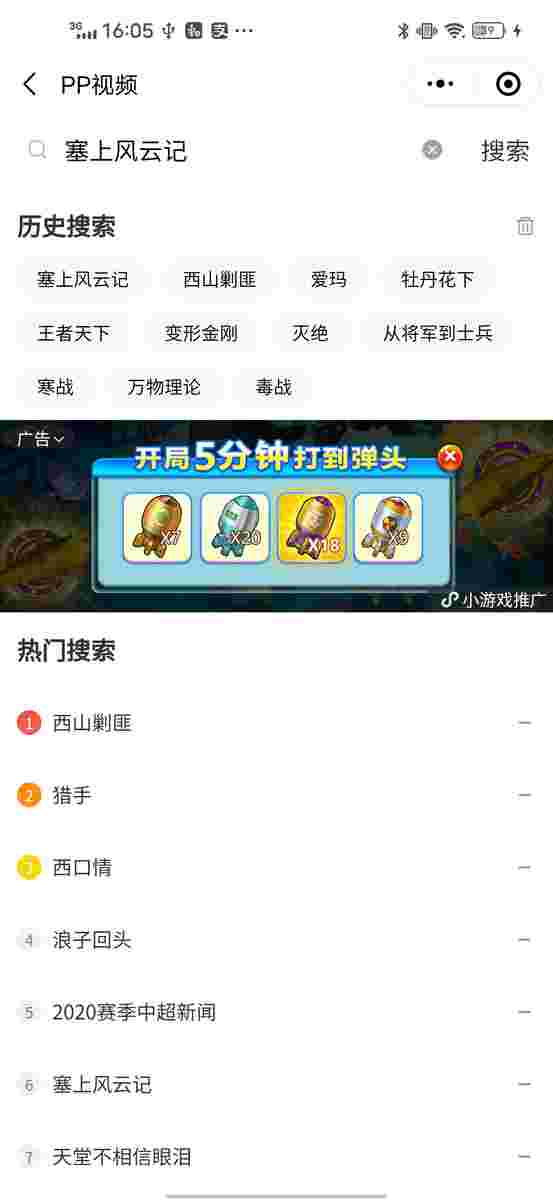 3G 16:05 支 ···
PP视频
塞上风云记 搜索
历史搜索
塞上风云记 西山剿匪 爱玛 牡丹花下
王者天下 变形金刚 灭绝 从将军到士兵
寒战 万物理论 毒战
广告
开局5分钟打到弹头
X7 X20 X18 X9
小游戏推广
热门搜索
1 西山剿匪
2 猎手
3 西口情
4 浪子回头
5 2020赛季中超新闻
6 塞上风云记
7 天堂不相信眼泪